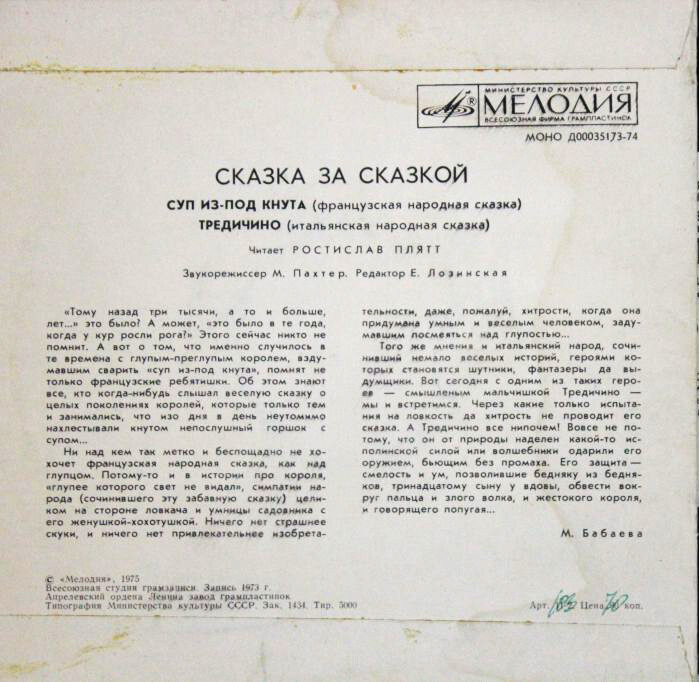 МИНИСТЕРСТВО КУЛЬТУРЫ СССР
МЕЛОДИЯ
ВСЕСОЮЗНАЯ ФИРМА ГРАМПЛАСТИНОК
МОНО Д00035173-74
СКАЗКА ЗА СКАЗКОЙ
СУП ИЗ-ПОД КНУТА (французская народная сказка)
ТРЕДИЧИНО (итальянская народная сказка)
Читает РОСТИСЛАВ ПЛЯТТ
Звукорежиссер М. Пахтер. Редактор Е. Лозинская
«Тому назад три тысячи, а то и больше,
лет...» это было? А может, «это было в те года,
когда у кур росли рога?» Этого сейчас никто не
помнит. А вот о том, что именно случилось в
те времена с глупым-преглупым королем, взду-
мавшим сварить «суп из-под кнута», помнят не
только французские ребятишки. Об этом знают
все, кто когда-нибудь слышал веселую сказку о
целых поколениях королей, которые только тем
и занимались, что изо дня в день неутомимо
нахлестывали кнутом непослушный горшок с
супом...
Ни над кем так метко и беспощадно не хо-
хочет французская народная сказка, как над
глупцом. Потому-то и в истории про короля,
«глупее которого свет не видал», симпатии на-
рода (сочинившего эту забавную сказку) цели-
ком на стороне ловкача и умницы садовника с
его женушкой-хохотушкой. Ничего нет страшнее
скуки, и ничего нет привлекательнее изобрета-
тельности, даже, пожалуй, хитрости, когда она
придумана умным и веселым человеком, заду-
мавшим посмеяться над глупостью...
Того же мнения и итальянский народ, сочи-
нивший немало веселых историй, героями ко-
торых становятся шутники, фантазеры да вы-
думщики. Вот сегодня с одним из таких геро-
ев — смышленым мальчишкой Тредичино —
мы и встретимся. Через какие только испыта-
ния на ловкость да хитрость не проводит его
сказка. А Тредичино все нипочем! Вовсе не по-
тому, что он от природы наделен какой-то ис-
полинской силой или волшебники одарили его
оружием, бьющим без промаха. Его защита —
смелость и ум, позволившие бедняку из бедня-
ков, тринадцатому сыну у вдовы, обвести вок-
руг пальца и злого волка, и жестокого короля,
и говорящего попугая...
М. Бабаева
© «Мелодия», 1975
Всесоюзная студия грамзаписи. Запись 1973 г.
Апрелевский ордена Ленина завод грампластинок
Типография Министерства культуры СССР. Зак. 1434. Тир. 5000
Арт. Цена 70 коп.